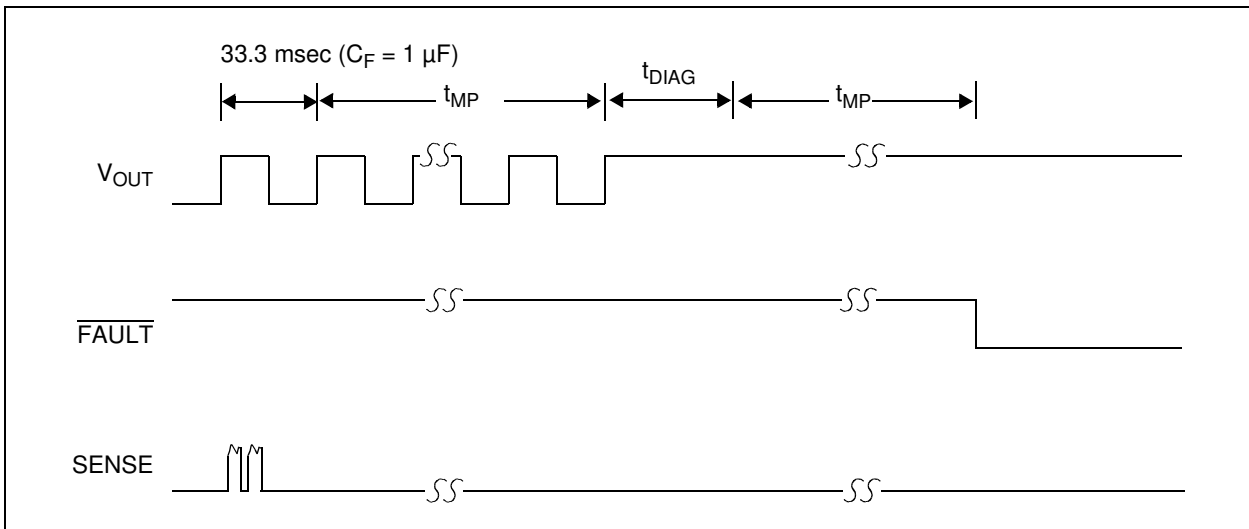 33.3 msec (C_F = 1 µF)
t_MP
t_DIAG
t_MP
V_OUT
FAULT
SENSE